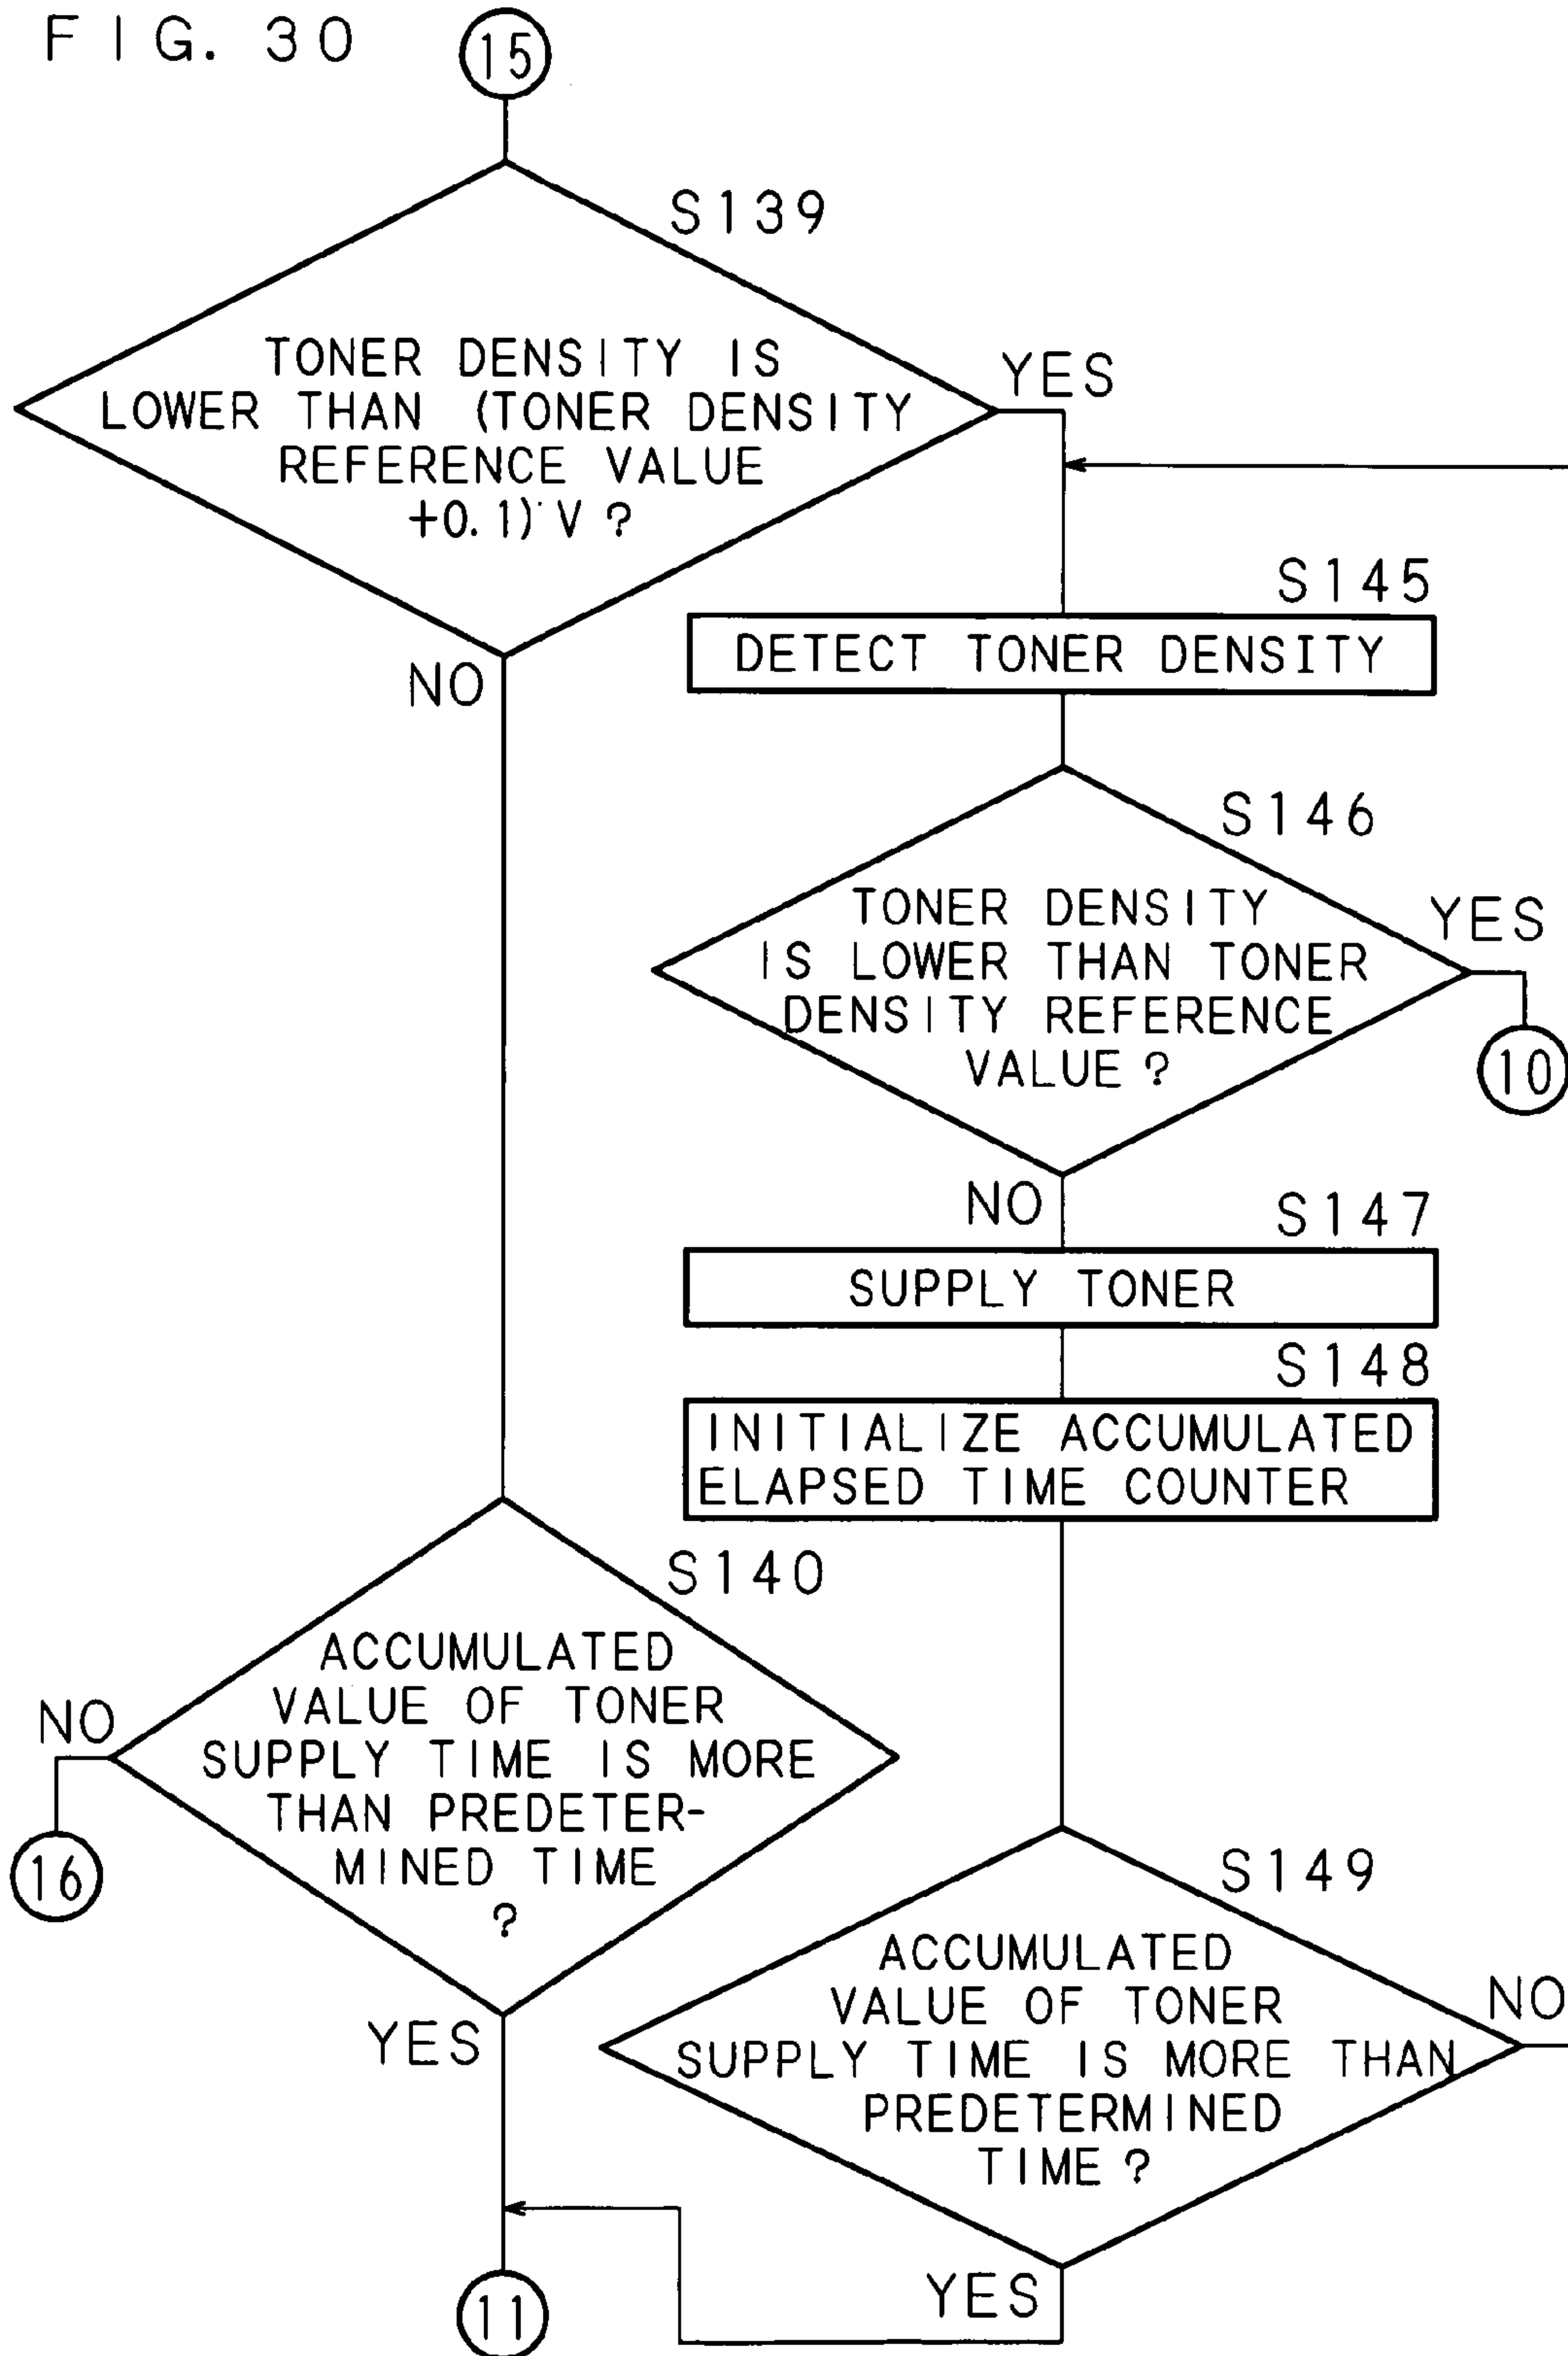 FIG. 30
15
S139
TONER DENSITY IS
LOWER THAN (TONER DENSITY
REFERENCE VALUE
+0.1) V ?
YES
NO
S145
DETECT TONER DENSITY
S146
TONER DENSITY
IS LOWER THAN TONER
DENSITY REFERENCE
VALUE ?
YES
10
NO
S147
SUPPLY TONER
S148
INITIALIZE ACCUMULATED
ELAPSED TIME COUNTER
S140
ACCUMULATED
VALUE OF TONER
SUPPLY TIME IS MORE
THAN PREDETER-
MINED TIME
?
NO
16
YES
S149
ACCUMULATED
VALUE OF TONER
SUPPLY TIME IS MORE THAN
PREDETERMINED
TIME ?
NO
YES
11